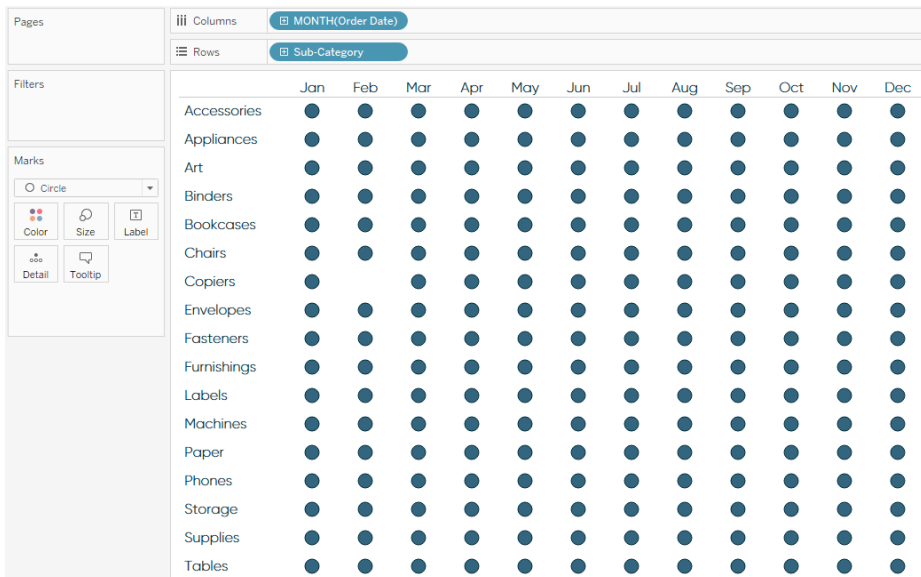 Pages
Columns
MONTH(Order Date)
Rows
Sub-Category
Filters
Marks
Circle
Color Size Label
Detail Tooltip
Jan Feb Mar Apr May Jun Jul Aug Sep Oct Nov Dec
Accessories
Appliances
Art
Binders
Bookcases
Chairs
Copiers
Envelopes
Fasteners
Furnishings
Labels
Machines
Paper
Phones
Storage
Supplies
Tables